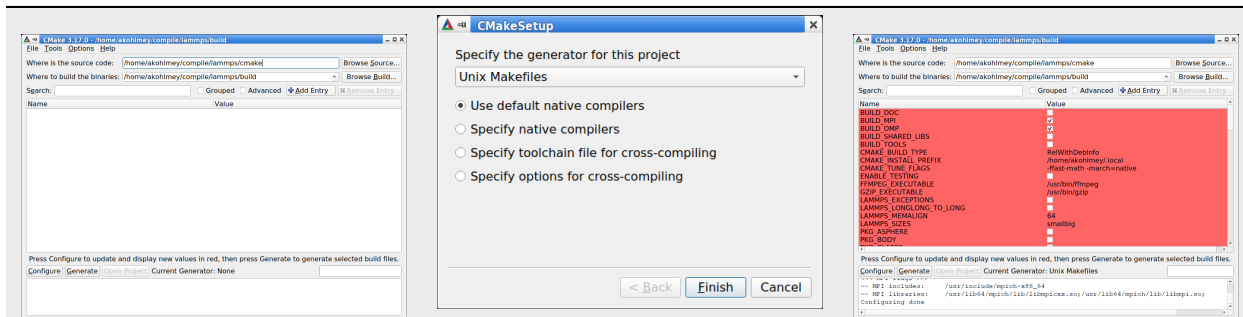 CMake 3.17.0 - /home/akohlmey/compile/lammps/build
File Tools Options Help
Where is the source code: /home/akohlmey/compile/lammps/cmake Browse Source...
Where to build the binaries: /home/akohlmey/compile/lammps/build Browse Build...
Search: Grouped Advanced Add Entry Remove Entry
Name Value
Press Configure to update and display new values in red, then press Generate to generate selected build files.
Configure Generate Open Project Current Generator: None
CMakeSetup
Specify the generator for this project
Unix Makefiles
Use default native compilers
Specify native compilers
Specify toolchain file for cross-compiling
Specify options for cross-compiling
< Back Finish Cancel
CMake 3.17.0 - /home/akohlmey/compile/lammps/build
File Tools Options Help
Where is the source code: /home/akohlmey/compile/lammps/cmake Browse Source...
Where to build the binaries: /home/akohlmey/compile/lammps/build Browse Build...
Search: Grouped Advanced Add Entry Remove Entry
Name Value
BUILD_DOC
BUILD_MPI
BUILD_OMP
BUILD_SHARED_LIBS
BUILD_TOOLS
CMAKE_BUILD_TYPE RelWithDebInfo
CMAKE_INSTALL_PREFIX /home/akohlmey/.local
CMAKE_TUNE_FLAGS -ffast-math -march=native
ENABLE_TESTING
FFMPEG_EXECUTABLE /usr/bin/ffmpeg
GZIP_EXECUTABLE /usr/bin/gzip
LAMMPS_EXCEPTIONS
LAMMPS_LONGLONG_TO_LONG
LAMMPS_MEMALIGN 64
LAMMPS_SIZES smallbig
PKG_ASPHERE
PKG_BODY
Press Configure to update and display new values in red, then press Generate to generate selected build files.
Configure Generate Open Project Current Generator: Unix Makefiles
-- MPI includes: /usr/include/mpich-x86_64
-- MPI libraries: /usr/lib64/mpich/lib/libmpicxx.so;/usr/lib64/mpich/lib/libmpi.so;
Configuring done